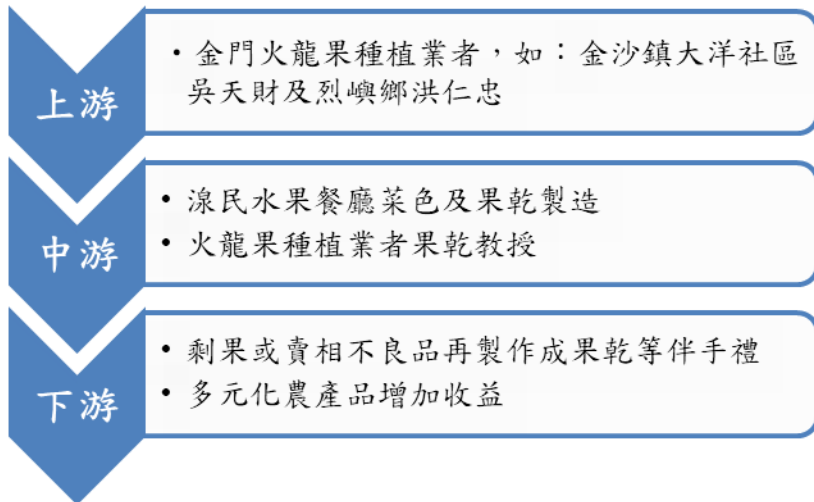 上游
• 金門火龍果種植業者，如：金沙鎮大洋社區
吳天財及烈嶼鄉洪仁忠
中游
• 湶民水果餐廳菜色及果乾製造
• 火龍果種植業者果乾教授
下游
• 剩果或賣相不良品再製作成果乾等伴手禮
• 多元化農產品增加收益